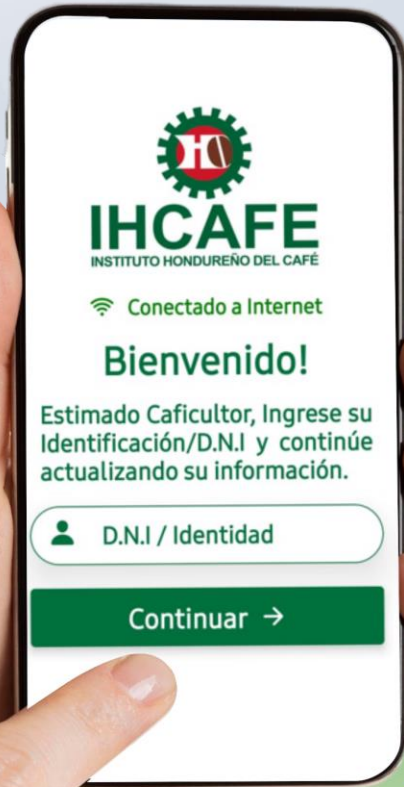 IHCAFE
INSTITUTO HONDUREÑO DEL CAFÉ
Conectado a Internet
Bienvenido!
Estimado Caficultor, Ingrese su
Identificación/D.N.I y continúe
actualizando su información.
D.N.I / Identidad
Continuar →